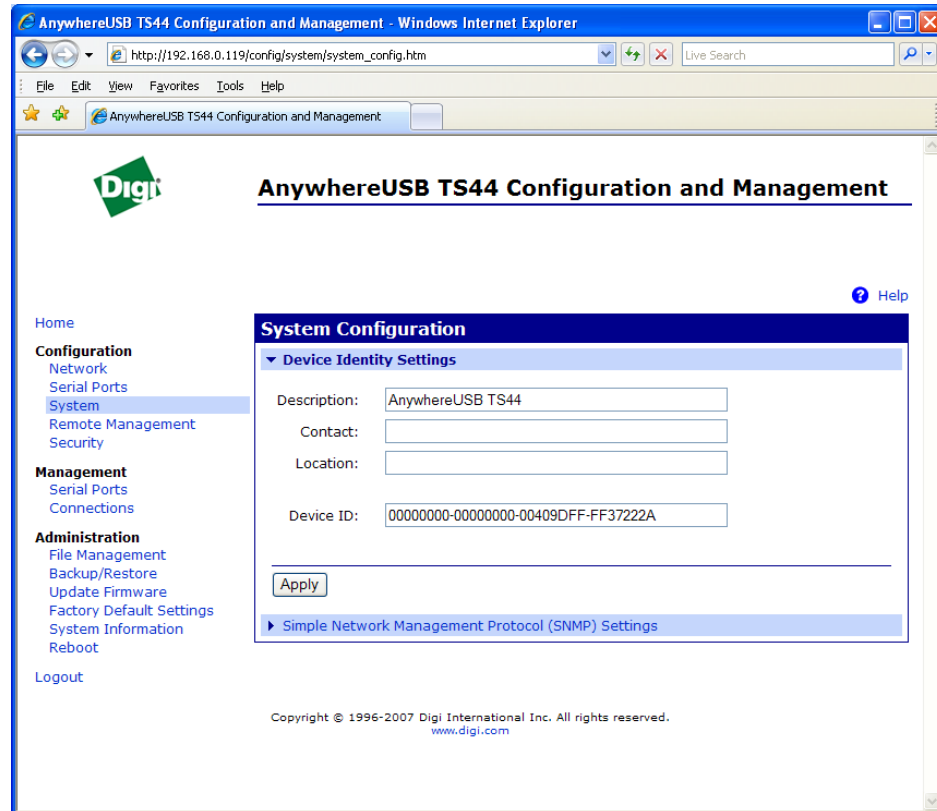 AnywhereUSB TS44 Configuration and Management - Windows Internet Explorer
http://192.168.0.119/config/system/system_config.htm
Live Search
File Edit View Favorites Tools Help
AnywhereUSB TS44 Configuration and Management
Digi
AnywhereUSB TS44 Configuration and Management
Help
Home
Configuration
Network
Serial Ports
System
Remote Management
Security
Management
Serial Ports
Connections
Administration
File Management
Backup/Restore
Update Firmware
Factory Default Settings
System Information
Reboot
Logout
System Configuration
Device Identity Settings
Description: AnywhereUSB TS44
Contact:
Location:
Device ID: 00000000-00000000-00409DFF-FF37222A
Apply
Simple Network Management Protocol (SNMP) Settings
Copyright © 1996-2007 Digi International Inc. All rights reserved.
www.digi.com